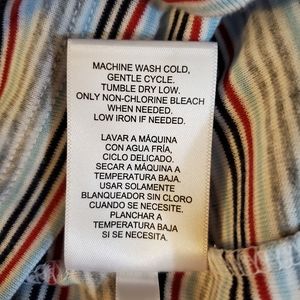 MACHINE WASH COLD,
GENTLE CYCLE.
TUMBLE DRY LOW.
ONLY NON-CHLORINE BLEACH
WHEN NEEDED.
LOW IRON IF NEEDED.
LAVAR A MÁQUINA
CON AGUA FRÍA,
CICLO DELICADO.
SECAR A MÁQUINA A
TEMPERATURA BAJA.
USAR SOLAMENTE
BLANQUEADOR SIN CLORO
CUANDO SE NECESITE.
PLANCHAR A
TEMPERATURA BAJA
SI SE NECESITA.